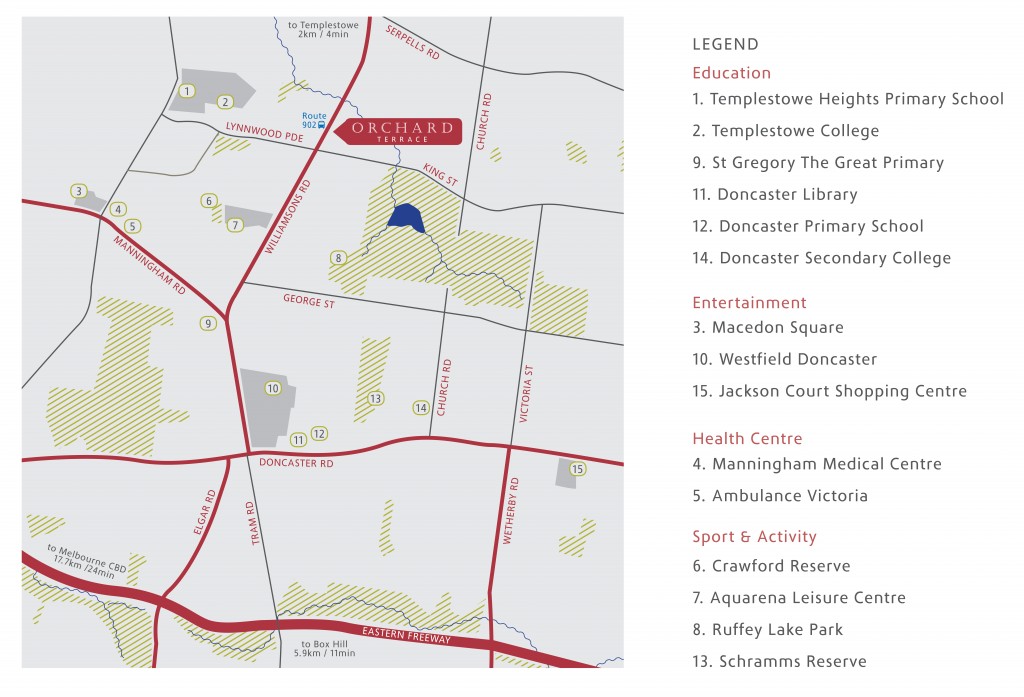 to Templestowe
2km / 4min
SERPELLS RD
1
2
CHURCH RD
Route
902
ORCHARD
TERRACE
LYNNWOOD PDE
KING ST
3
4
5
6
7
WILLIAMSONS RD
MANNINGHAM RD
8
GEORGE ST
9
10
11
12
13
14
CHURCH RD
VICTORIA ST
DONCASTER RD
15
ELGAR RD
TRAM RD
WETHERBY RD
to Melbourne CBD
17.7km /24min
EASTERN FREEWAY
to Box Hill
5.9km / 11min
LEGEND
Education
1. Templestowe Heights Primary School
2. Templestowe College
9. St Gregory The Great Primary
11. Doncaster Library
12. Doncaster Primary School
14. Doncaster Secondary College
Entertainment
3. Macedon Square
10. Westfield Doncaster
15. Jackson Court Shopping Centre
Health Centre
4. Manningham Medical Centre
5. Ambulance Victoria
Sport & Activity
6. Crawford Reserve
7. Aquarena Leisure Centre
8. Ruffey Lake Park
13. Schramms Reserve